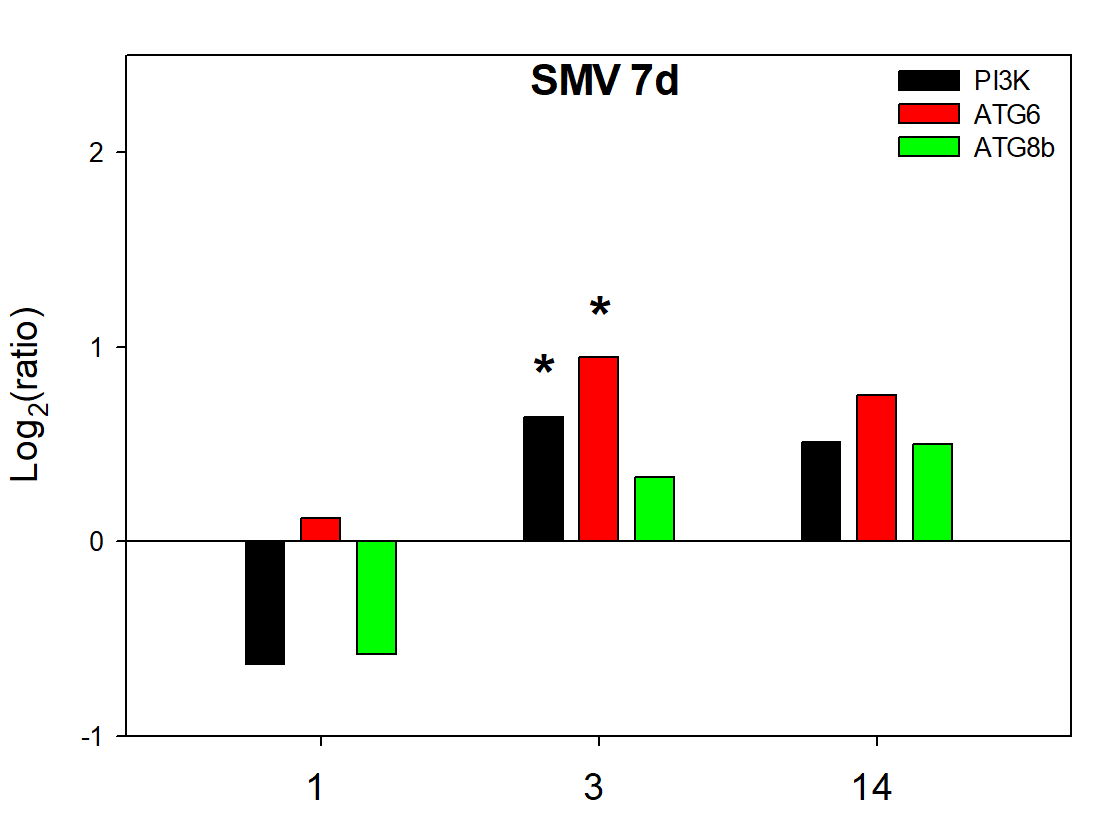 SMV 7d
PI3K
ATG6
ATG8b
Log₂(ratio)
2
1
0
-1
*
*
1 3 14